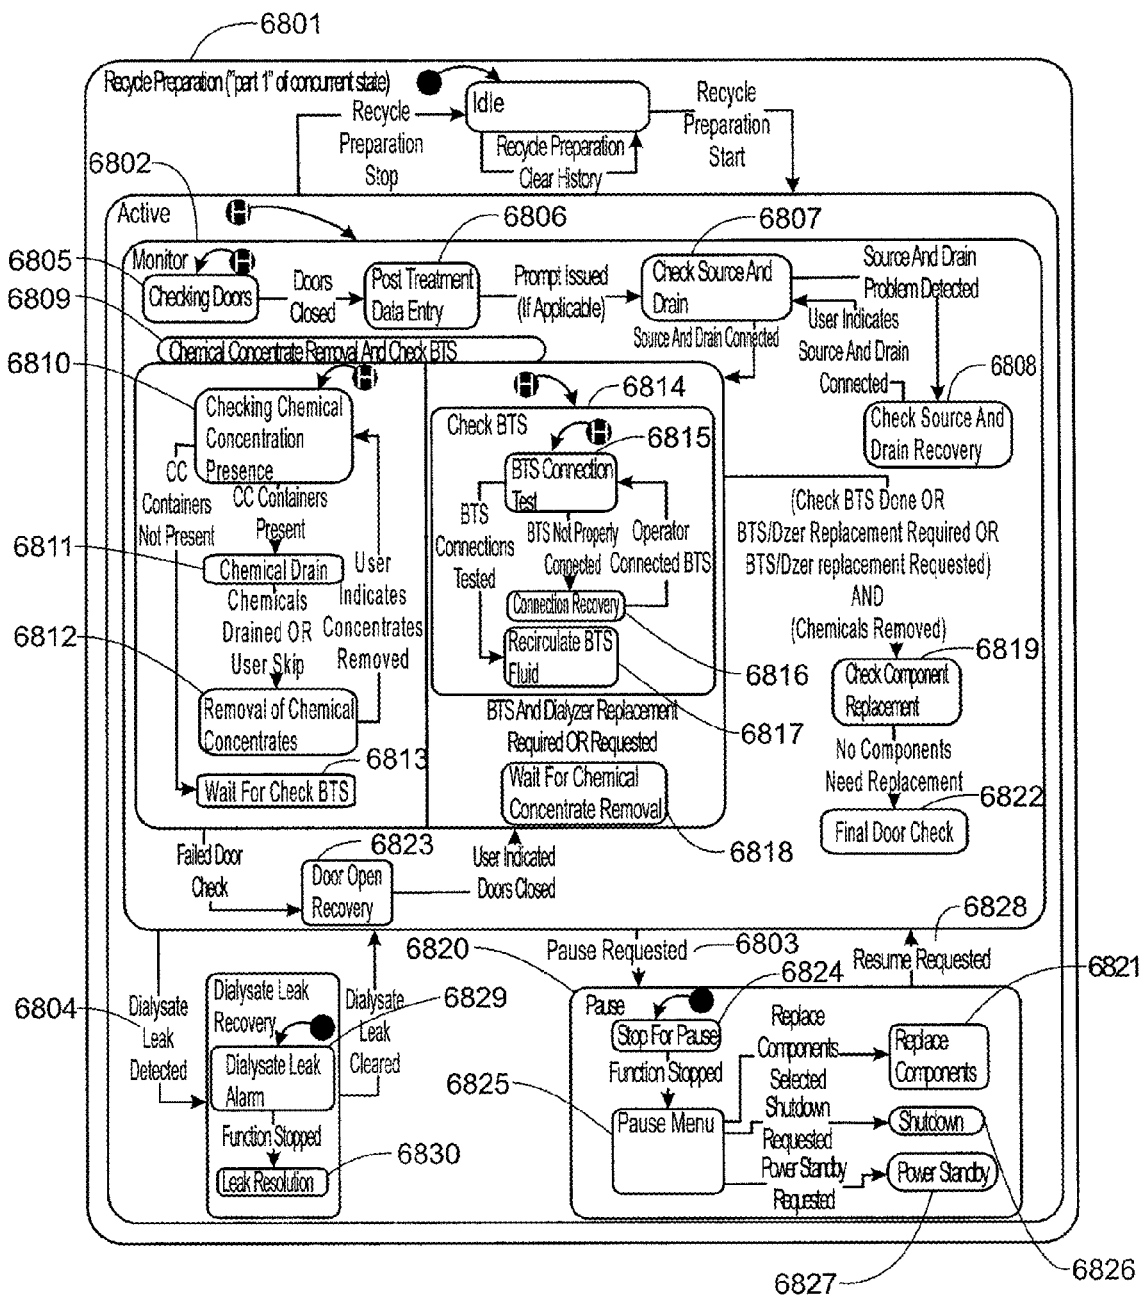 6801
Recycle Preparation ("part 1" of concurrent state)
Idle
Recycle
Preparation
Stop
Recycle Preparation
Clear History
Recycle
Preparation
Start
6802
Active
H
6806
6807
6805
Monitor
H
Checking Doors
Doors
Closed
Post Treatment
Data Entry
Prompt Issued
(If Applicable)
Check Source And
Drain
Source And Drain
Problem Detected
User Indicates
Source And Drain
Connected
Source And Drain Connected
6808
Check Source And
Drain Recovery
6809
Chemical Concentrate Removal And Check BTS
6810
H
Checking Chemical
Concentration
Presence
CC
Containers
Not Present
CC Containers
Present
6811
Chemical Drain
Chemicals
Drained OR
User Skip
User
Indicates
Concentrates
Removed
6812
Removal of Chemical
Concentrates
6813
Wait For Check BTS
H
6814
Check BTS
H
6815
BTS Connection
Test
BTS
Connections
Tested
BTS Not Properly
Connected
Operator
Connected BTS
Connection Recovery
6816
Recirculate BTS
Fluid
6817
BTS And Dialyzer Replacement
Required OR Requested
Wait For Chemical
Concentrate Removal
6818
(Check BTS Done OR
BTS/Dzer Replacement Required OR
BTS/Dzer replacement Requested)
AND
(Chemicals Removed)
6819
Check Component
Replacement
No Components
Need Replacement
6822
Final Door Check
Failed Door
Check
6823
Door Open
Recovery
User Indicated
Doors Closed
6804
Dialysate
Leak
Detected
Dialysate Leak
Recovery
6829
Dialysate Leak
Alarm
Dialysate
Leak
Cleared
Function Stopped
6830
Leak Resolution
6820
Pause Requested
6803
6828
Resume Requested
6821
6824
Pause
Stop For Pause
Function Stopped
6825
Pause Menu
Replace
Components
Selected
Replace
Components
Shutdown
Requested
Shutdown
Power Standby
Requested
Power Standby
6826
6827